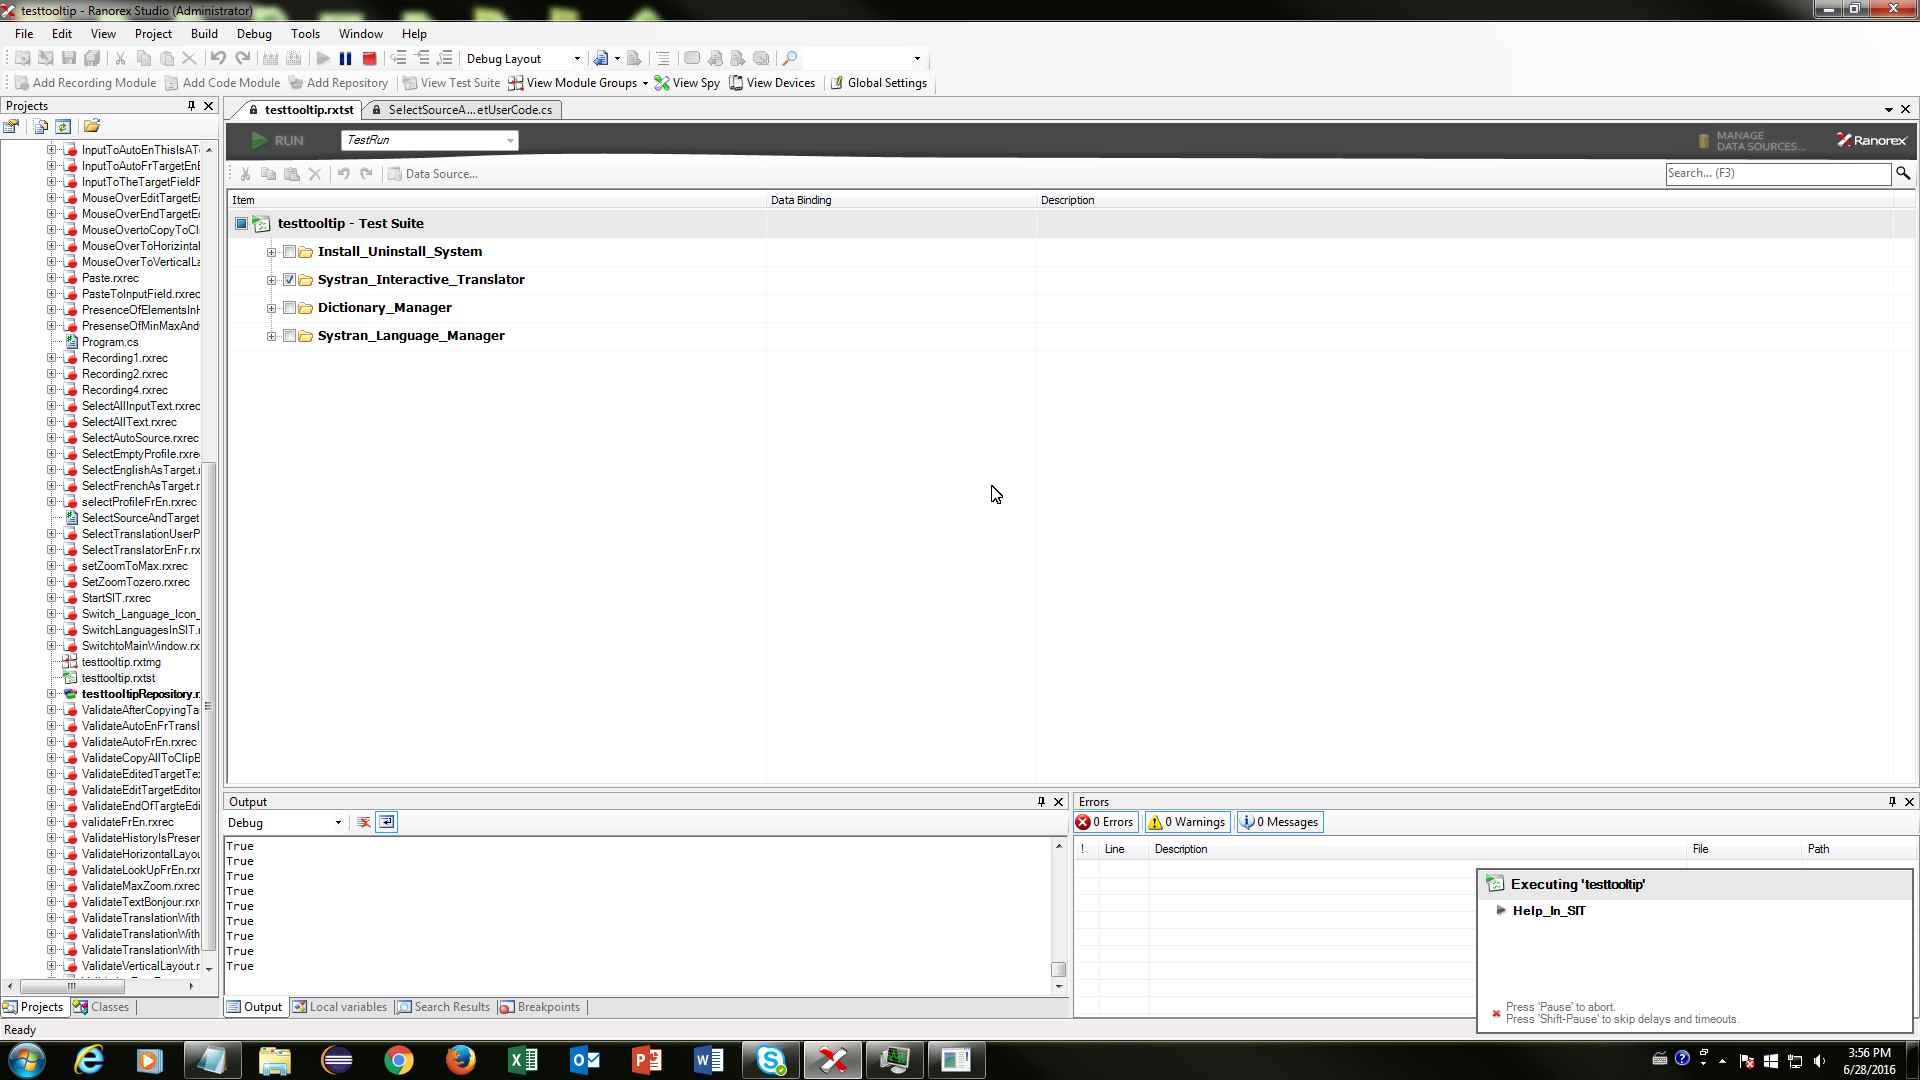 testtooltip - Ranorex Studio (Administrator)
File Edit View Project Build Debug Tools Window Help
Debug Layout
Add Recording Module Add Code Module Add Repository View Test Suite View Module Groups View Spy View Devices Global Settings
Projects
testtooltip.rxtst
SelectSourceA...etUserCode.cs
RUN
TestRun
MANAGE
DATA SOURCES...
Ranorex
Data Source...
Search... (F3)
Item Data Binding Description
testtooltip - Test Suite
Install_Uninstall_System
Systran_Interactive_Translator
Dictionary_Manager
Systran_Language_Manager
InputToAutoEnThisIsAT
InputToAutoFrTargetEnE
InputToTheTargetFieldF
MouseOverEditTargetE
MouseOverEndTargetE
MouseOvertoCopyToCl
MouseOverToHorizintal
MouseOverToVerticalLa
Paste.rxrec
PasteToInputField.rxrec
PresenceOfElementsInH
PresenseOfMinMaxAnd
Program.cs
Recording1.rxrec
Recording2.rxrec
Recording4.rxrec
SelectAllInputText.rxrec
SelectAllText.rxrec
SelectAutoSource.rxrec
SelectEmptyProfile.rxre
SelectEnglishAsTarget.r
SelectFrenchAsTarget.r
selectProfileFrEn.rxrec
SelectSourceAndTarget
SelectTranslationUserP
SelectTranslatorEnFr.rx
setZoomToMax.rxrec
SetZoomTozero.rxrec
StartSIT.rxrec
Switch_Language_Icon_
SwitchLanguagesInSIT.r
SwitchtoMainWindow.rx
testtooltip.rxtmg
testtooltip.rxtst
testtooltipRepository.r
ValidateAfterCopyingTa
ValidateAutoEnFrTransl
ValidateAutoFrEn.rxrec
ValidateCopyAllToClipB
ValidateEditedTargetTe
ValidateEditTargetEditor
ValidateEndOfTargteEdi
validateFrEn.rxrec
ValidateHistoryIsPreser
ValidateHorizontalLayou
ValidateLookUpFrEn.rxr
ValidateMaxZoom.rxrec
ValidateTextBonjour.rxr
ValidateTranslationWith
ValidateTranslationWith
ValidateTranslationWith
ValidateVerticalLayout.r
Projects Classes
Output
Debug
True
True
True
True
True
True
True
True
True
Output Local variables Search Results Breakpoints
Errors
0 Errors 0 Warnings 0 Messages
! Line Description File Path
Executing 'testtooltip'
Help_In_SIT
Press 'Pause' to abort.
Press 'Shift-Pause' to skip delays and timeouts.
Ready
3:56 PM
6/28/2016